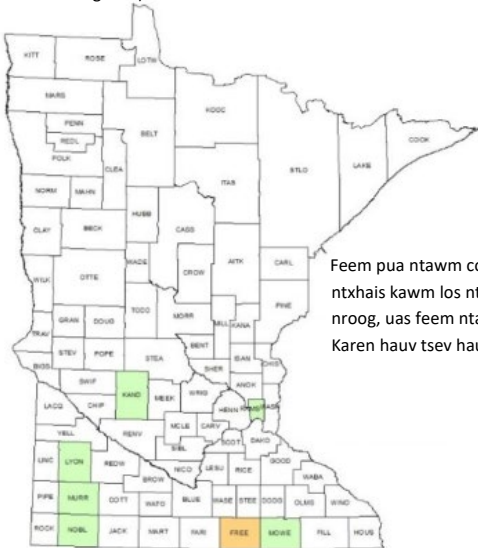 KITT
ROSE
LOTW
MARS
KOOC
PENN
BELT
REDL
STLO
COOK
LAKE
POLK
CLEA
ITAS
NORM
MAHN
HUBB
CASS
CLAY
BECK
AITK
CARL
WADE
CROW
OTTE
WILK
PINE
TODD
MORR
MILL
KANA
GRAN
DOUG
BENT
TRAV
STEV
POPE
STEA
ISAN
CHIS
BIGS
SHER
ANOK
SWIF
KAND
MEEK
WRIG
HENN
LACQ
CHIP
MCLE
CARV
SCOT
DAKO
YELL
RENV
SIBL
GOOD
LINC
LYON
REDW
NICO
LESU
RICE
WABA
BROW
PIPE
MURR
COTT
WATO
BLUE
WASE
STEE
DODG
OLMS
WINO
ROCK
NOBL
JACK
MART
FARI
FREE
MOWE
FILL
HOUS
Feem pua ntawm co
ntxhais kawm los nt
nroog, uas feem nta
Karen hauv tsev hau